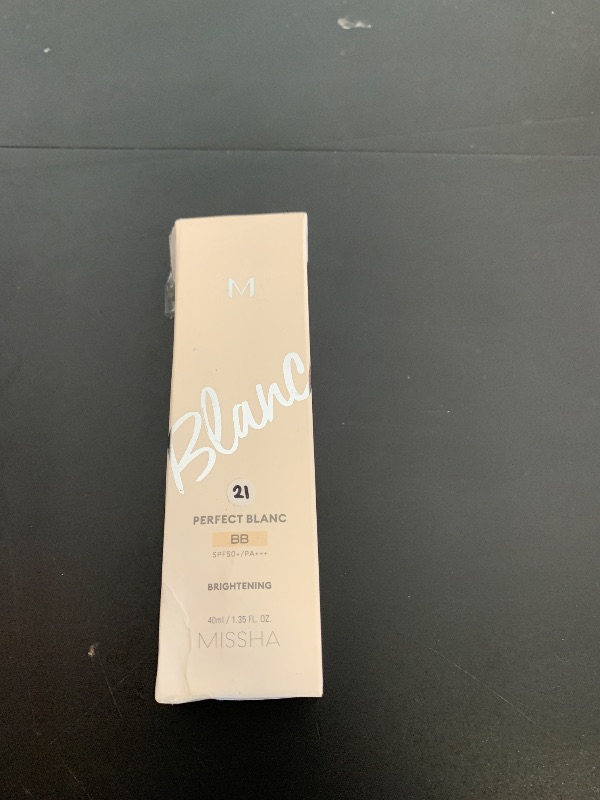 M
Blanc
21
PERFECT BLANC
BB
SPF50+/PA+++
BRIGHTENING
40ml / 1.35 FL. OZ.
MISSHA